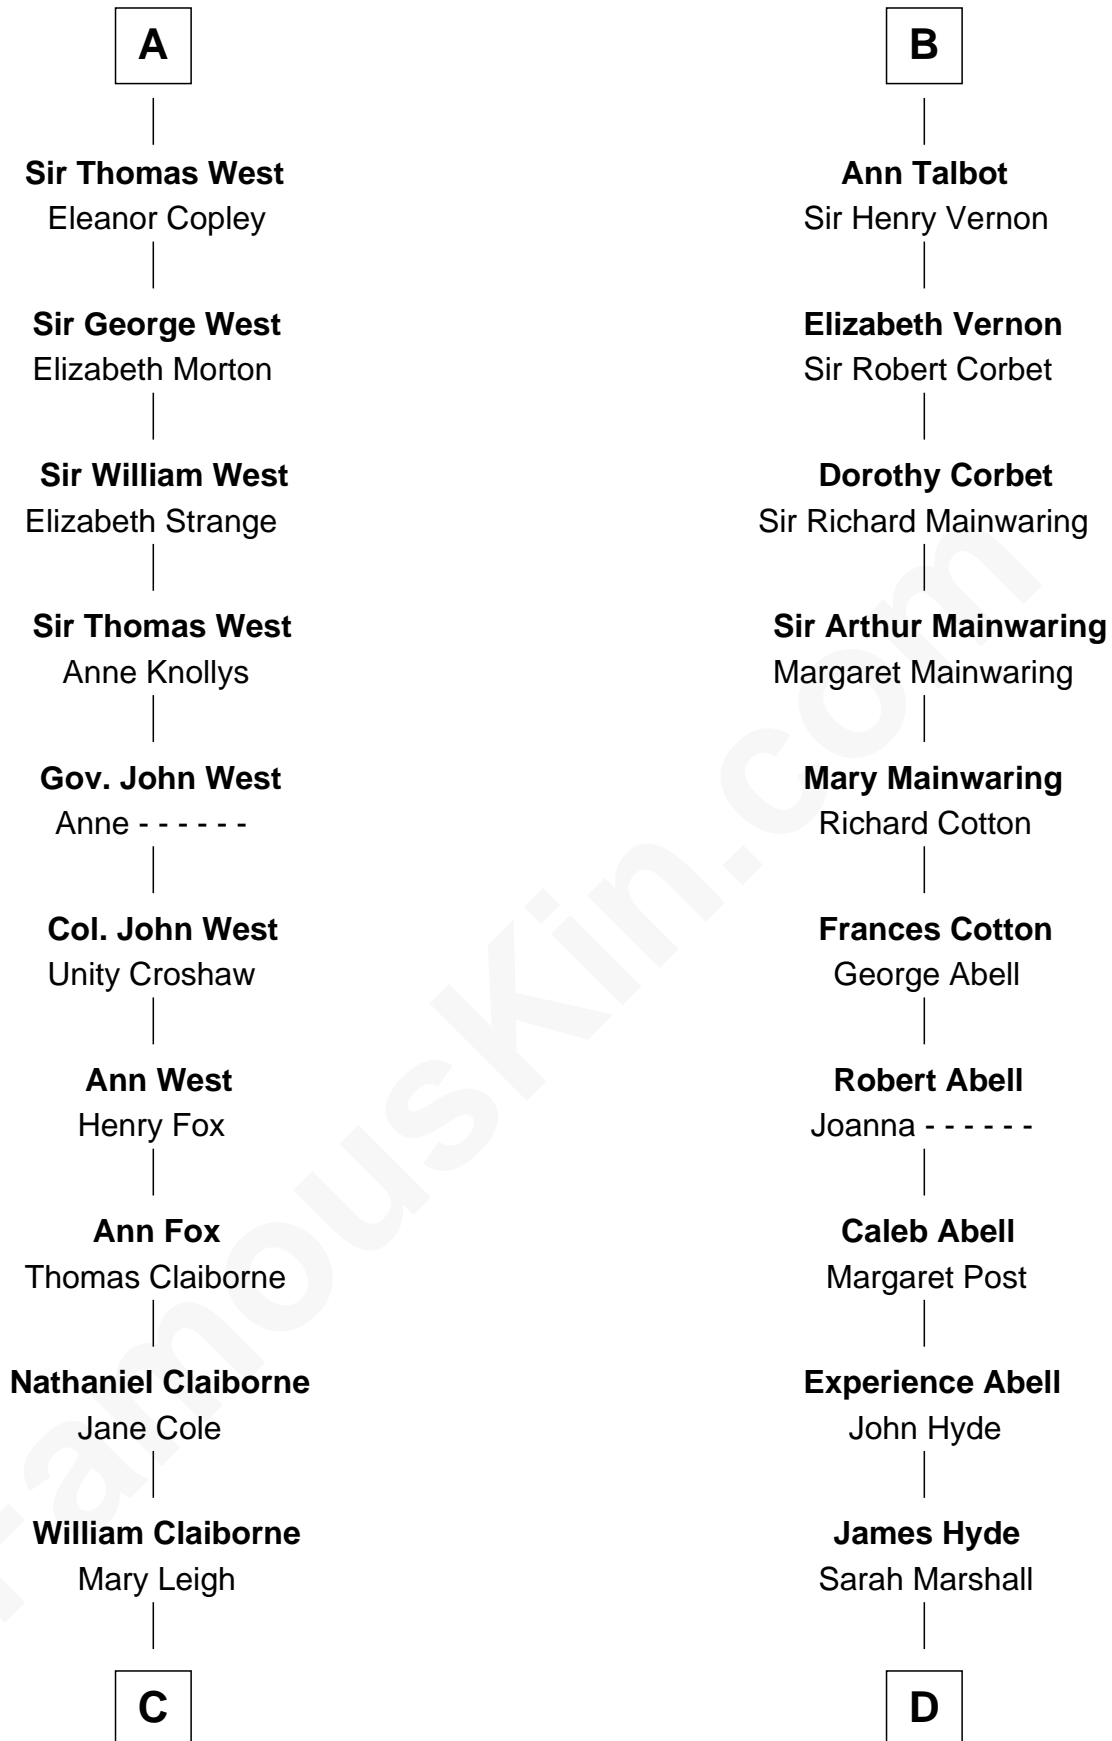 A
Sir Thomas West
Eleanor Copley
Sir George West
Elizabeth Morton
Sir William West
Elizabeth Strange
Sir Thomas West
Anne Knollys
Gov. John West
Anne - - - - - -
Col. John West
Unity Croshaw
Ann West
Henry Fox
Ann Fox
Thomas Claiborne
Nathaniel Claiborne
Jane Cole
William Claiborne
Mary Leigh
C
B
Ann Talbot
Sir Henry Vernon
Elizabeth Vernon
Sir Robert Corbet
Dorothy Corbet
Sir Richard Mainwaring
Sir Arthur Mainwaring
Margaret Mainwaring
Mary Mainwaring
Richard Cotton
Frances Cotton
George Abell
Robert Abell
Joanna - - - - - -
Caleb Abell
Margaret Post
Experience Abell
John Hyde
James Hyde
Sarah Marshall
D
FamousKin.com